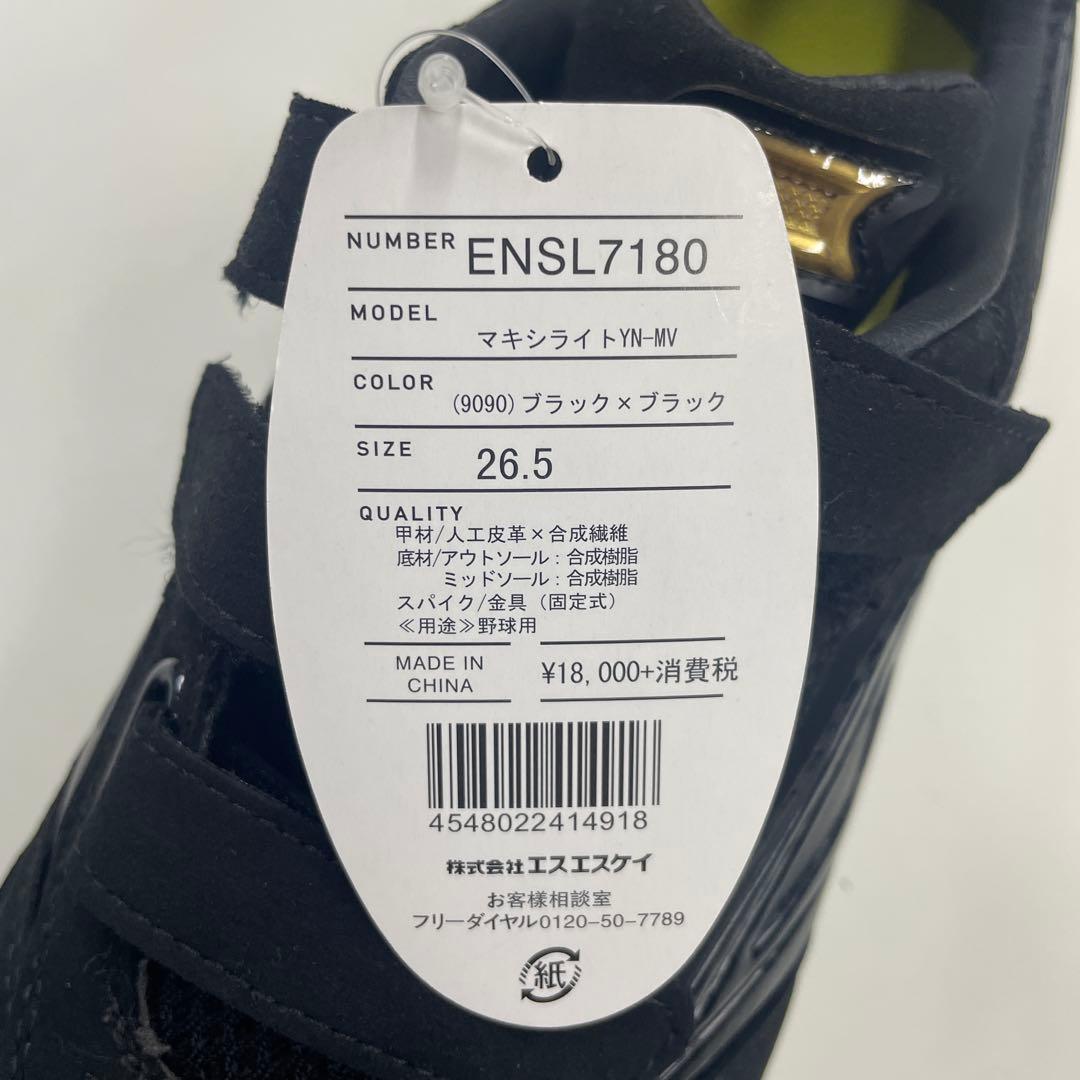 NUMBER ENSL7180
MODEL
マキシライトYN-MV
COLOR
(9090)ブラック×ブラック
SIZE 26.5
QUALITY
甲材/人工皮革×合成繊維
底材/アウトソール:合成樹脂
ミッドソール:合成樹脂
スパイク/金具(固定式)
≪用途≫野球用
MADE IN
CHINA
¥18,000+消費税
4548022414918
株式会社エスエスケイ
お客様相談室
フリーダイヤル0120-50-7789
紙